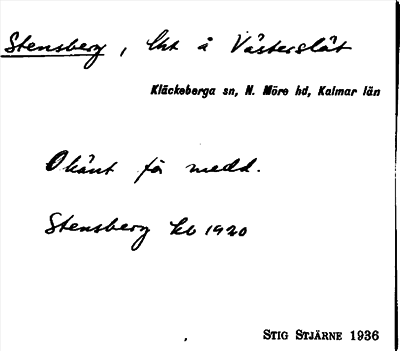 Stensberg, lht å Västerslät
Kläckeberga sn, N. Möre hd, Kalmar län
Okänt för medd.
Stensberg kb 1920
STIG STJÄRNE 1936